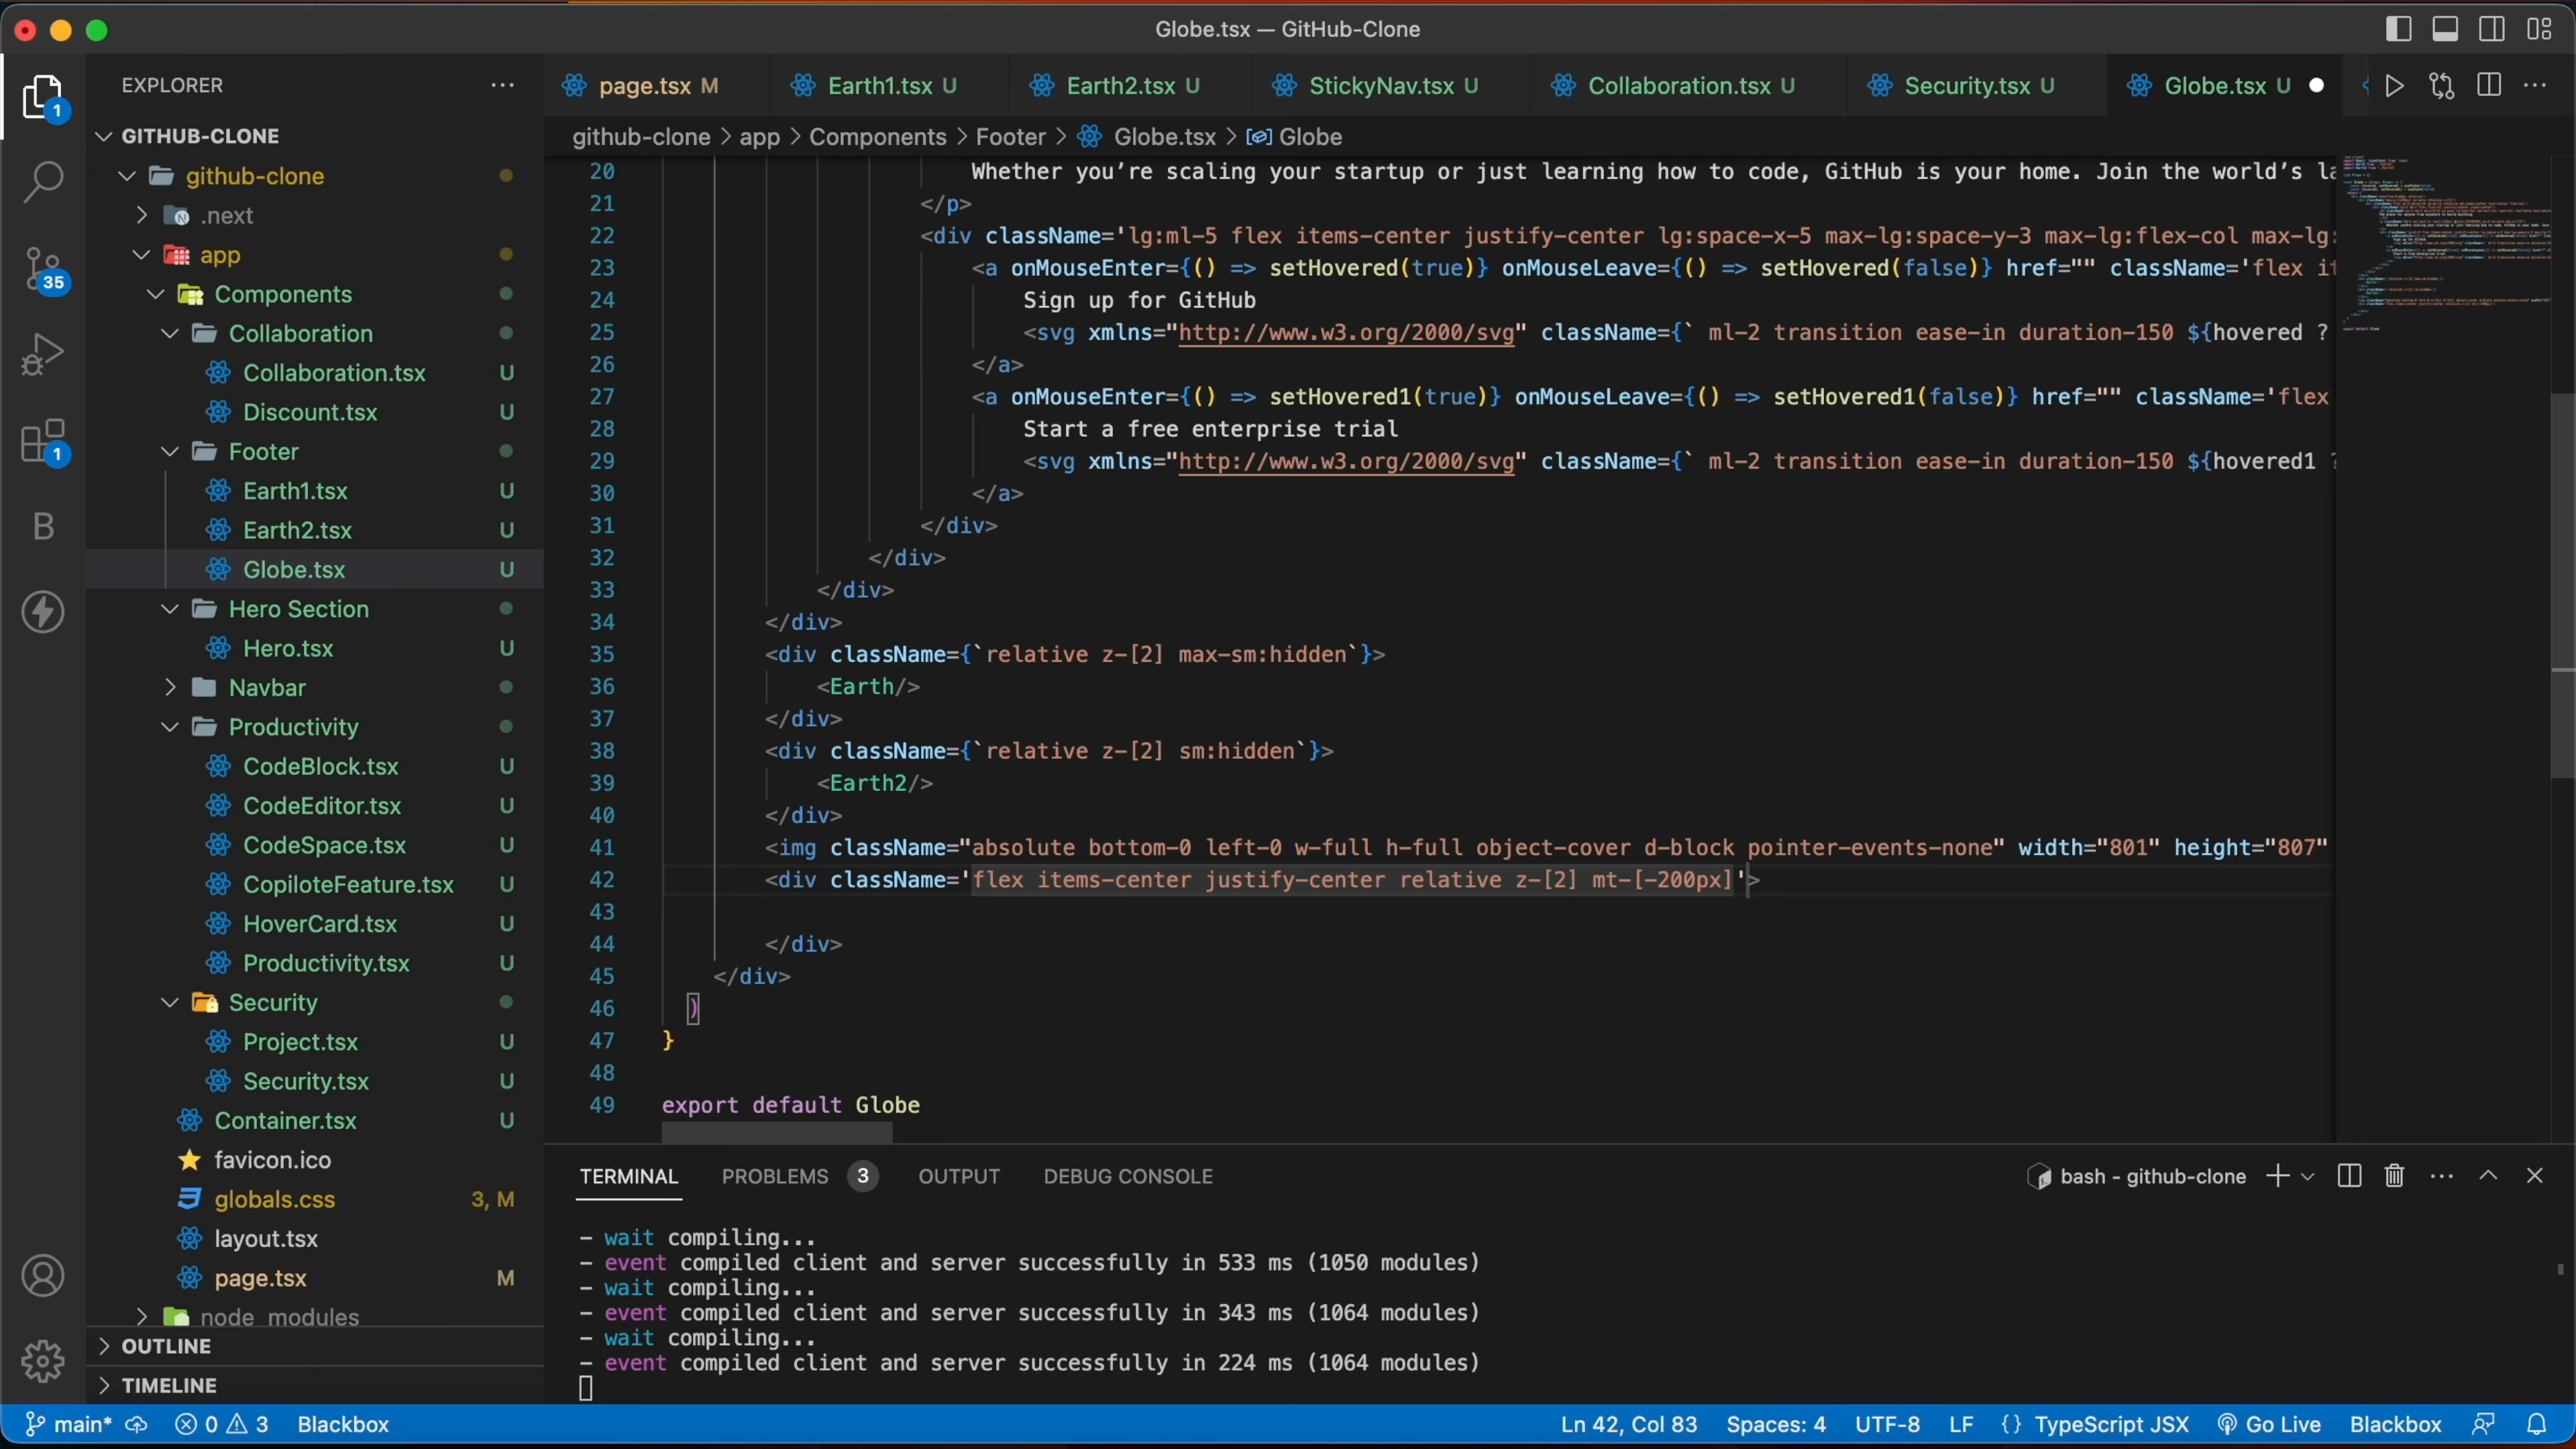 Globe.tsx — GitHub-Clone
EXPLORER
page.tsx M
Earth1.tsx U
Earth2.tsx U
StickyNav.tsx U
Collaboration.tsx U
Security.tsx U
Globe.tsx U
github-clone > app > Components > Footer > Globe.tsx > Globe
1
35
1
B
GITHUB-CLONE
github-clone
.next
app
Components
Collaboration
Collaboration.tsx U
Discount.tsx U
Footer
Earth1.tsx U
Earth2.tsx U
Globe.tsx U
Hero Section
Hero.tsx U
Navbar
Productivity
CodeBlock.tsx U
CodeEditor.tsx U
CodeSpace.tsx U
CopiloteFeature.tsx U
HoverCard.tsx U
Productivity.tsx U
Security
Project.tsx U
Security.tsx U
Container.tsx U
favicon.ico
globals.css 3, M
layout.tsx
page.tsx M
node_modules
OUTLINE
TIMELINE
20 Whether you’re scaling your startup or just learning how to code, GitHub is your home. Join the world’s la
21 </p>
22 <div className='lg:ml-5 flex items-center justify-center lg:space-x-5 max-lg:space-y-3 max-lg:flex-col max-lg:
23 <a onMouseEnter={() => setHovered(true)} onMouseLeave={() => setHovered(false)} href="" className='flex it
24 Sign up for GitHub
25 <svg xmlns="http://www.w3.org/2000/svg" className={` ml-2 transition ease-in duration-150 ${hovered ?
26 </a>
27 <a onMouseEnter={() => setHovered1(true)} onMouseLeave={() => setHovered1(false)} href="" className='flex
28 Start a free enterprise trial
29 <svg xmlns="http://www.w3.org/2000/svg" className={` ml-2 transition ease-in duration-150 ${hovered1 ?
30 </a>
31 </div>
32 </div>
33 </div>
34 </div>
35 <div className={`relative z-[2] max-sm:hidden`}>
36 <Earth/>
37 </div>
38 <div className={`relative z-[2] sm:hidden`}>
39 <Earth2/>
40 </div>
41 <img className="absolute bottom-0 left-0 w-full h-full object-cover d-block pointer-events-none" width="801" height="807"
42 <div className='flex items-center justify-center relative z-[2] mt-[-200px]'>
43
44 </div>
45 </div>
46 )
47 }
48
49 export default Globe
TERMINAL PROBLEMS 3 OUTPUT DEBUG CONSOLE
bash - github-clone
- wait compiling...
- event compiled client and server successfully in 533 ms (1050 modules)
- wait compiling...
- event compiled client and server successfully in 343 ms (1064 modules)
- wait compiling...
- event compiled client and server successfully in 224 ms (1064 modules)
main* 0 3 Blackbox
Ln 42, Col 83 Spaces: 4 UTF-8 LF {} TypeScript JSX Go Live Blackbox